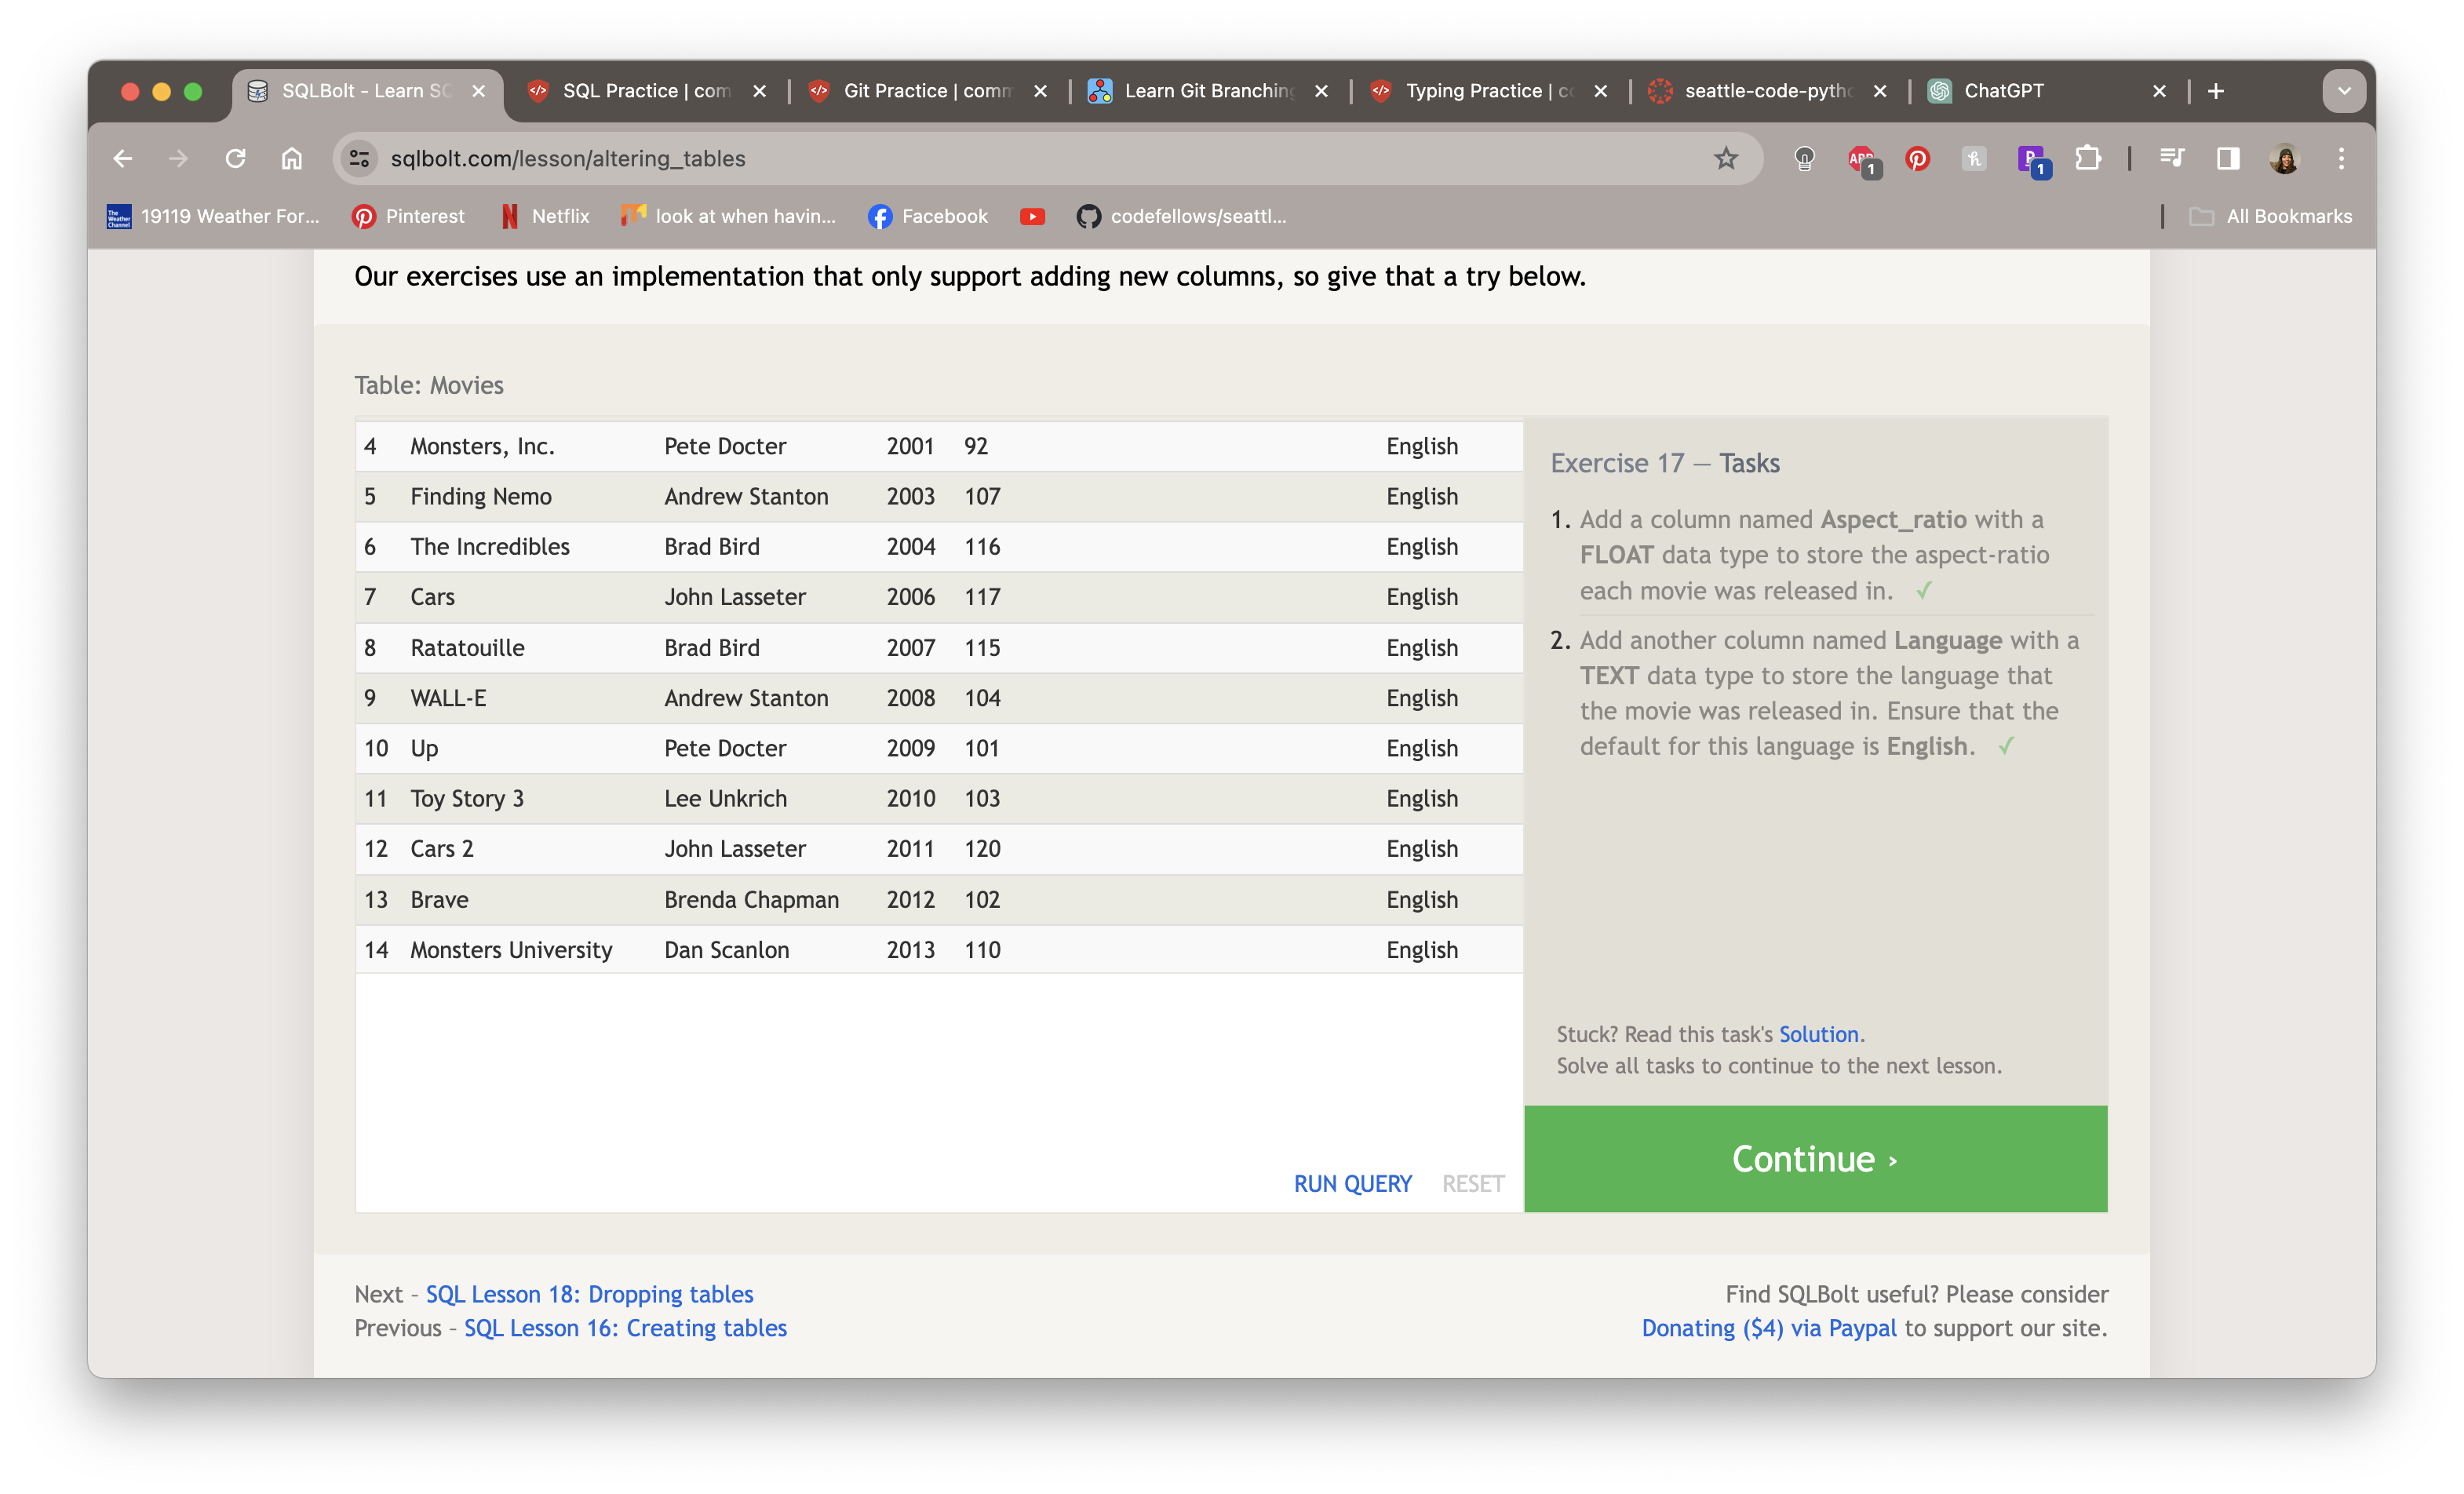 SQLBolt - Learn SQ
SQL Practice | com
Git Practice | comm
Learn Git Branching
Typing Practice | co
seattle-code-pytho
ChatGPT
sqlbolt.com/lesson/altering_tables
1
1
The Weather Channel
19119 Weather For...
Pinterest
Netflix
look at when havin...
Facebook
codefellows/seattl...
All Bookmarks
Our exercises use an implementation that only support adding new columns, so give that a try below.
Table: Movies
4 Monsters, Inc. Pete Docter 2001 92 English
5 Finding Nemo Andrew Stanton 2003 107 English
6 The Incredibles Brad Bird 2004 116 English
7 Cars John Lasseter 2006 117 English
8 Ratatouille Brad Bird 2007 115 English
9 WALL-E Andrew Stanton 2008 104 English
10 Up Pete Docter 2009 101 English
11 Toy Story 3 Lee Unkrich 2010 103 English
12 Cars 2 John Lasseter 2011 120 English
13 Brave Brenda Chapman 2012 102 English
14 Monsters University Dan Scanlon 2013 110 English
RUN QUERY RESET
Exercise 17 — Tasks
1. Add a column named Aspect_ratio with a
FLOAT data type to store the aspect-ratio
each movie was released in. ✓
2. Add another column named Language with a
TEXT data type to store the language that
the movie was released in. Ensure that the
default for this language is English. ✓
Stuck? Read this task's Solution.
Solve all tasks to continue to the next lesson.
Continue ›
Next – SQL Lesson 18: Dropping tables
Previous – SQL Lesson 16: Creating tables
Find SQLBolt useful? Please consider
Donating ($4) via Paypal to support our site.